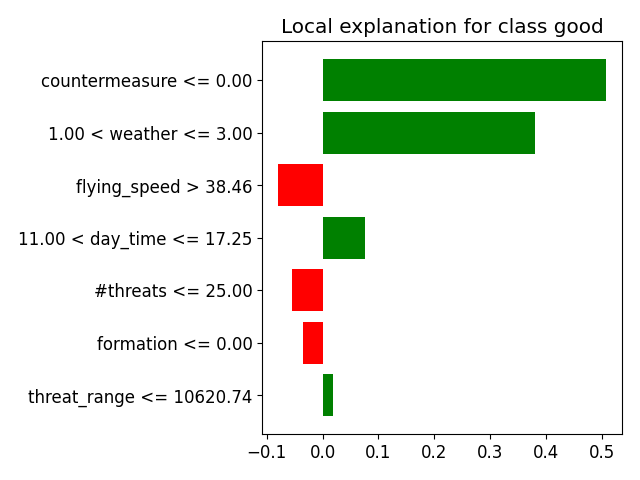 Local explanation for class good
countermeasure <= 0.00
1.00 < weather <= 3.00
flying_speed > 38.46
11.00 < day_time <= 17.25
#threats <= 25.00
formation <= 0.00
threat_range <= 10620.74
−0.1 0.0 0.1 0.2 0.3 0.4 0.5